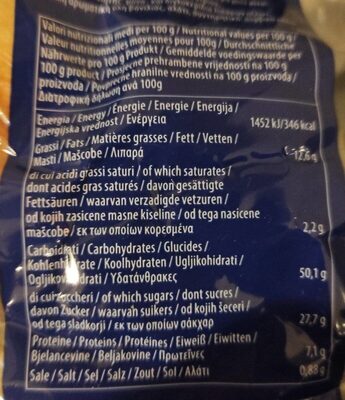 Valori nutrizionali medi per 100 g / Nutritional values per 100 g /
Valeur nutritionnelles moyennes pour 100g / Durchschnittliche
Nährwerte pro 100 g Produkt / Gemiddelde voedingswaarde per
100 g product / Prosječne prehrambene vrijednosti na 100 g
proizvoda / Povprečne hranilne vrednosti na 100 g proizvoda /
Διατροφική δήλωση ανά 100g
Energia / Energy / Énergie / Energie / Energija /
Energijska vrednost / Ενέργεια 1452 kJ/346 kcal
Grassi / Fats / Matières grasses / Fett / Vetten /
Masti / Maščobe / Λιπαρά 12,6 g
di cui acidi grassi saturi / of which saturates /
dont acides gras saturés / davon gesättigte
Fettsäuren / waarvan verzadigde vetzuren /
od kojih zasicene masne kiseline / od tega nasicene
maščobe / εκ των οποίων κορεσμένα 2,2 g
Carboidrati / Carbohydrates / Glucides /
Kohlenhydrate / Koolhydraten / Ugljikohidrati /
Ogljikovi hidrati / Υδατάνθρακες 50,1 g
di cui zuccheri / of which sugars / dont sucres /
davon Zucker / waarvan suikers / od kojih šećeri /
od tega sladkorji / εκ των οποίων σάκχαρ 27,7 g
Proteine / Proteins / Protéines / Eiweiß / Eiwitten /
Bjelancevine / Beljakovine / Πρωτεΐνες 7,1 g
Sale / Salt / Sel / Salz / Zout / Sol / Αλάτι 0,88 g